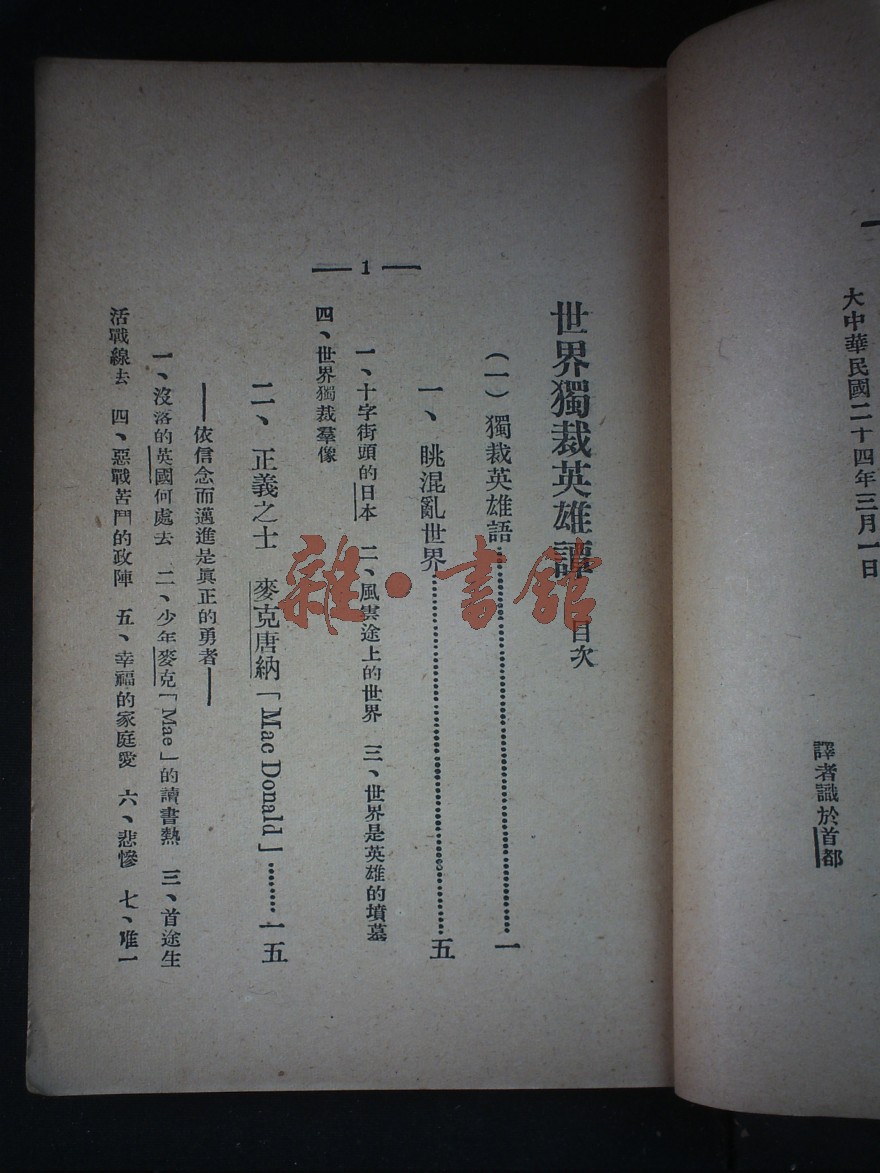 大中華民國二十四年三月一日
譯者識於首都
世界獨裁英雄譚 目次
(一)獨裁英雄語……一
一、眺混亂世界……五
一、十字街頭的日本 二、風雲途上的世界 三、世界是英雄的墳墓
四、世界獨裁羣像
二、正義之士 麥克唐納「Mac Donald」……一五
——依信念而邁進是眞正的勇者——
一、沒落的英國何處去 二、少年麥克「Mae」的讀書熱 三、首途生
活戰線去 四、惡戰苦鬥的政陣 五、幸福的家庭愛 六、悲慘 七、唯一
— 1 —
雜·書館